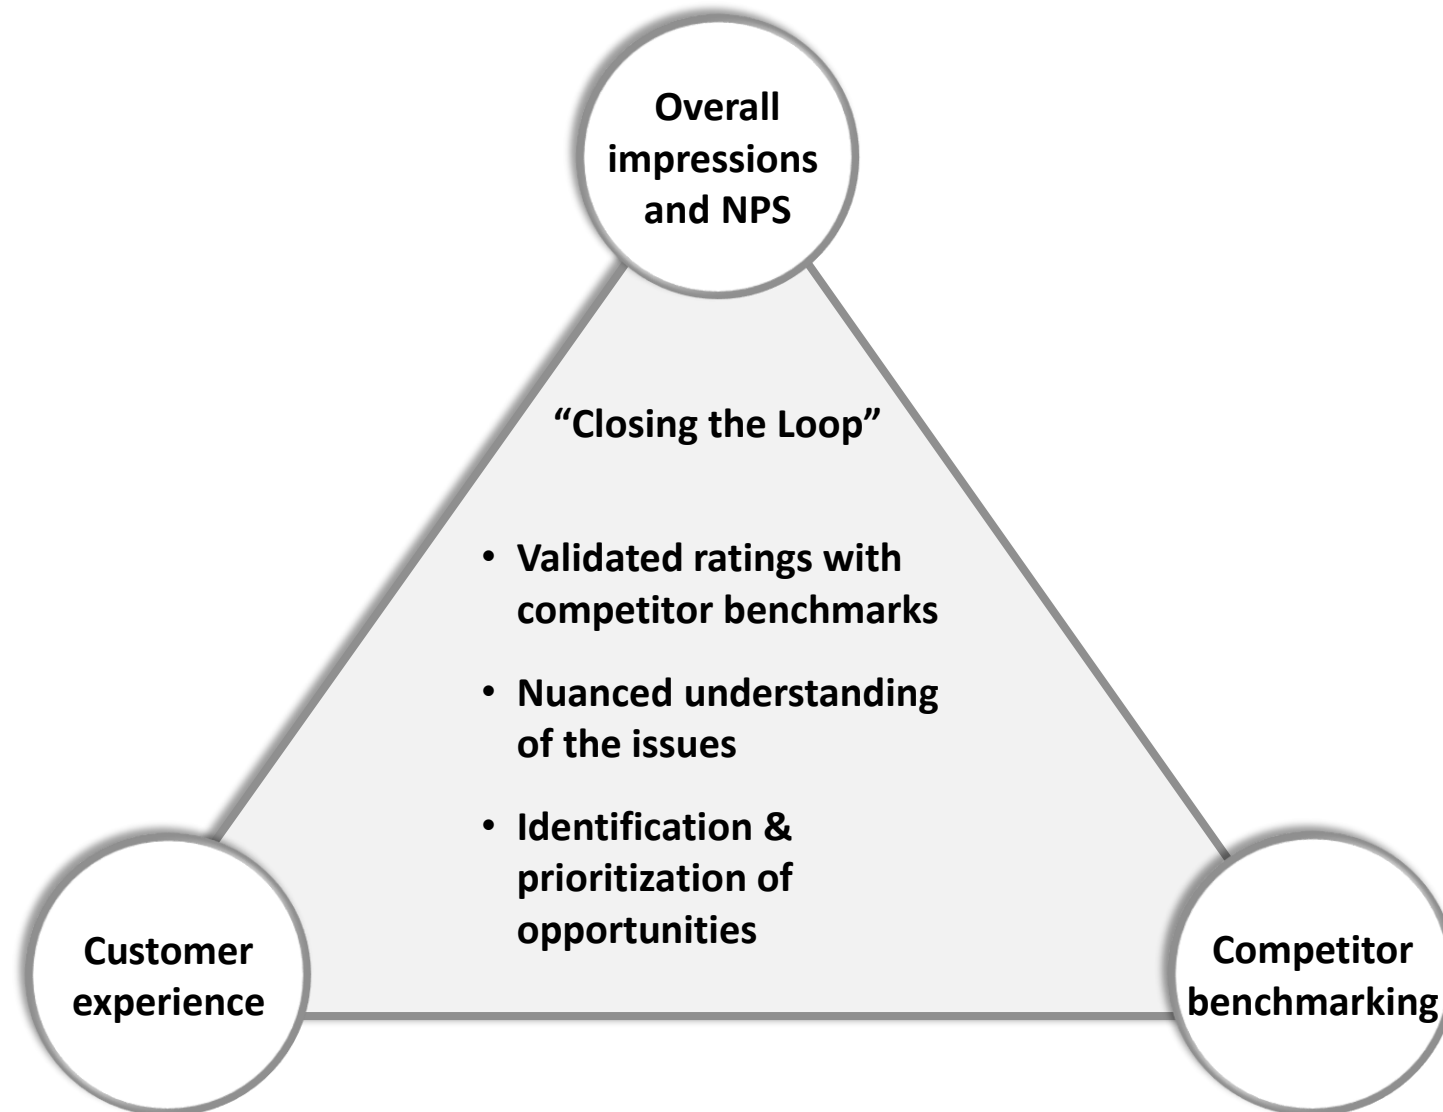 Overall
impressions
and NPS
“Closing the Loop”
• Validated ratings with
competitor benchmarks
• Nuanced understanding
of the issues
• Identification &
prioritization of
opportunities
Customer
experience
Competitor
benchmarking